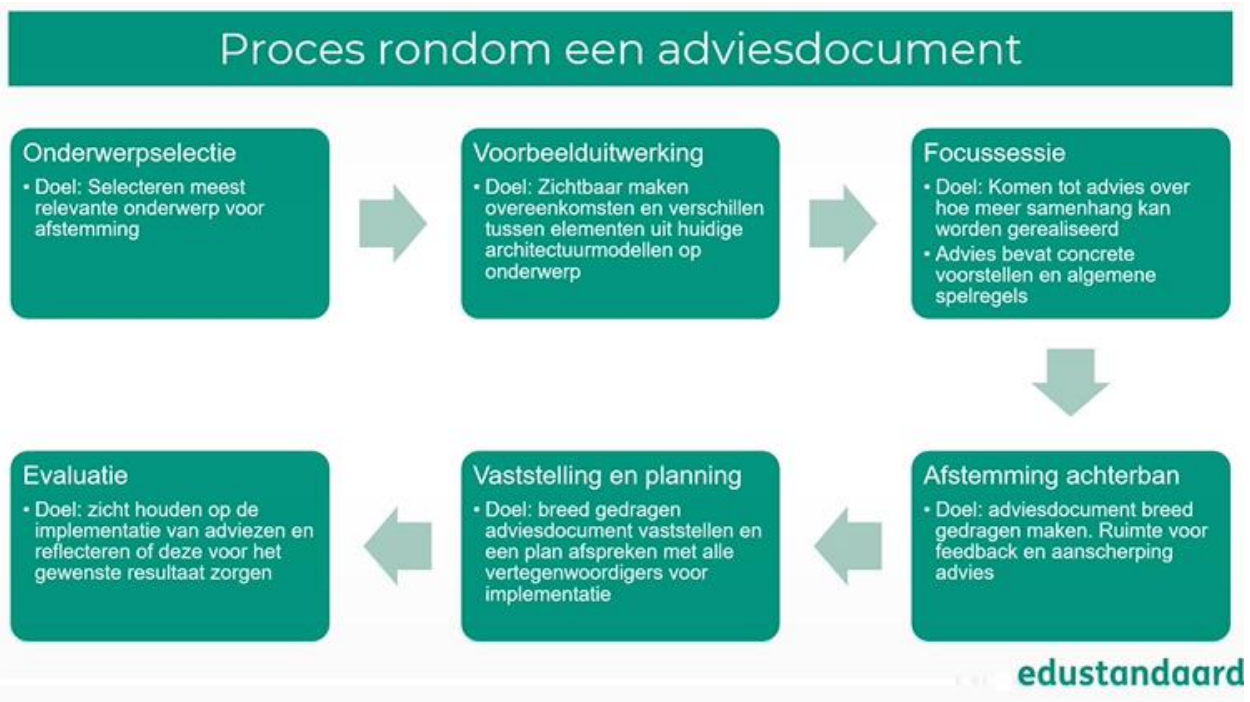 Proces rondom een adviesdocument
Onderwerpselectie
• Doel: Selecteren meest
relevante onderwerp voor
afstemming
Voorbeelduitwerking
• Doel: Zichtbaar maken
overeenkomsten en verschillen
tussen elementen uit huidige
architectuurmodellen op
onderwerp
Focussessie
• Doel: Komen tot advies over
hoe meer samenhang kan
worden gerealiseerd
• Advies bevat concrete
voorstellen en algemene
spelregels
Afstemming achterban
• Doel: adviesdocument breed
gedragen maken. Ruimte voor
feedback en aanscherping
advies
Vaststelling en planning
• Doel: breed gedragen
adviesdocument vaststellen en
een plan afspreken met alle
vertegenwoordigers voor
implementatie
Evaluatie
• Doel: zicht houden op de
implementatie van adviezen en
reflecteren of deze voor het
gewenste resultaat zorgen
edustandaard